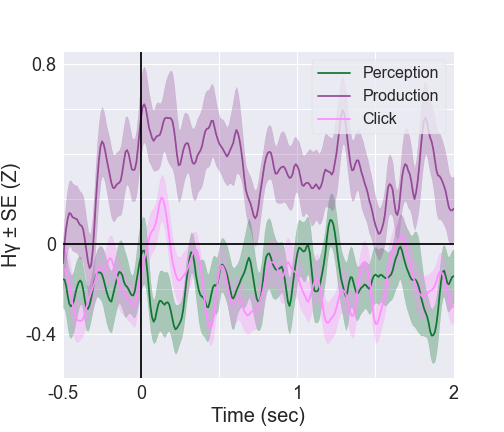 Perception
Production
Click
Hγ ± SE (Z)
0.8
0
-0.4
-0.5
0
1
2
Time (sec)